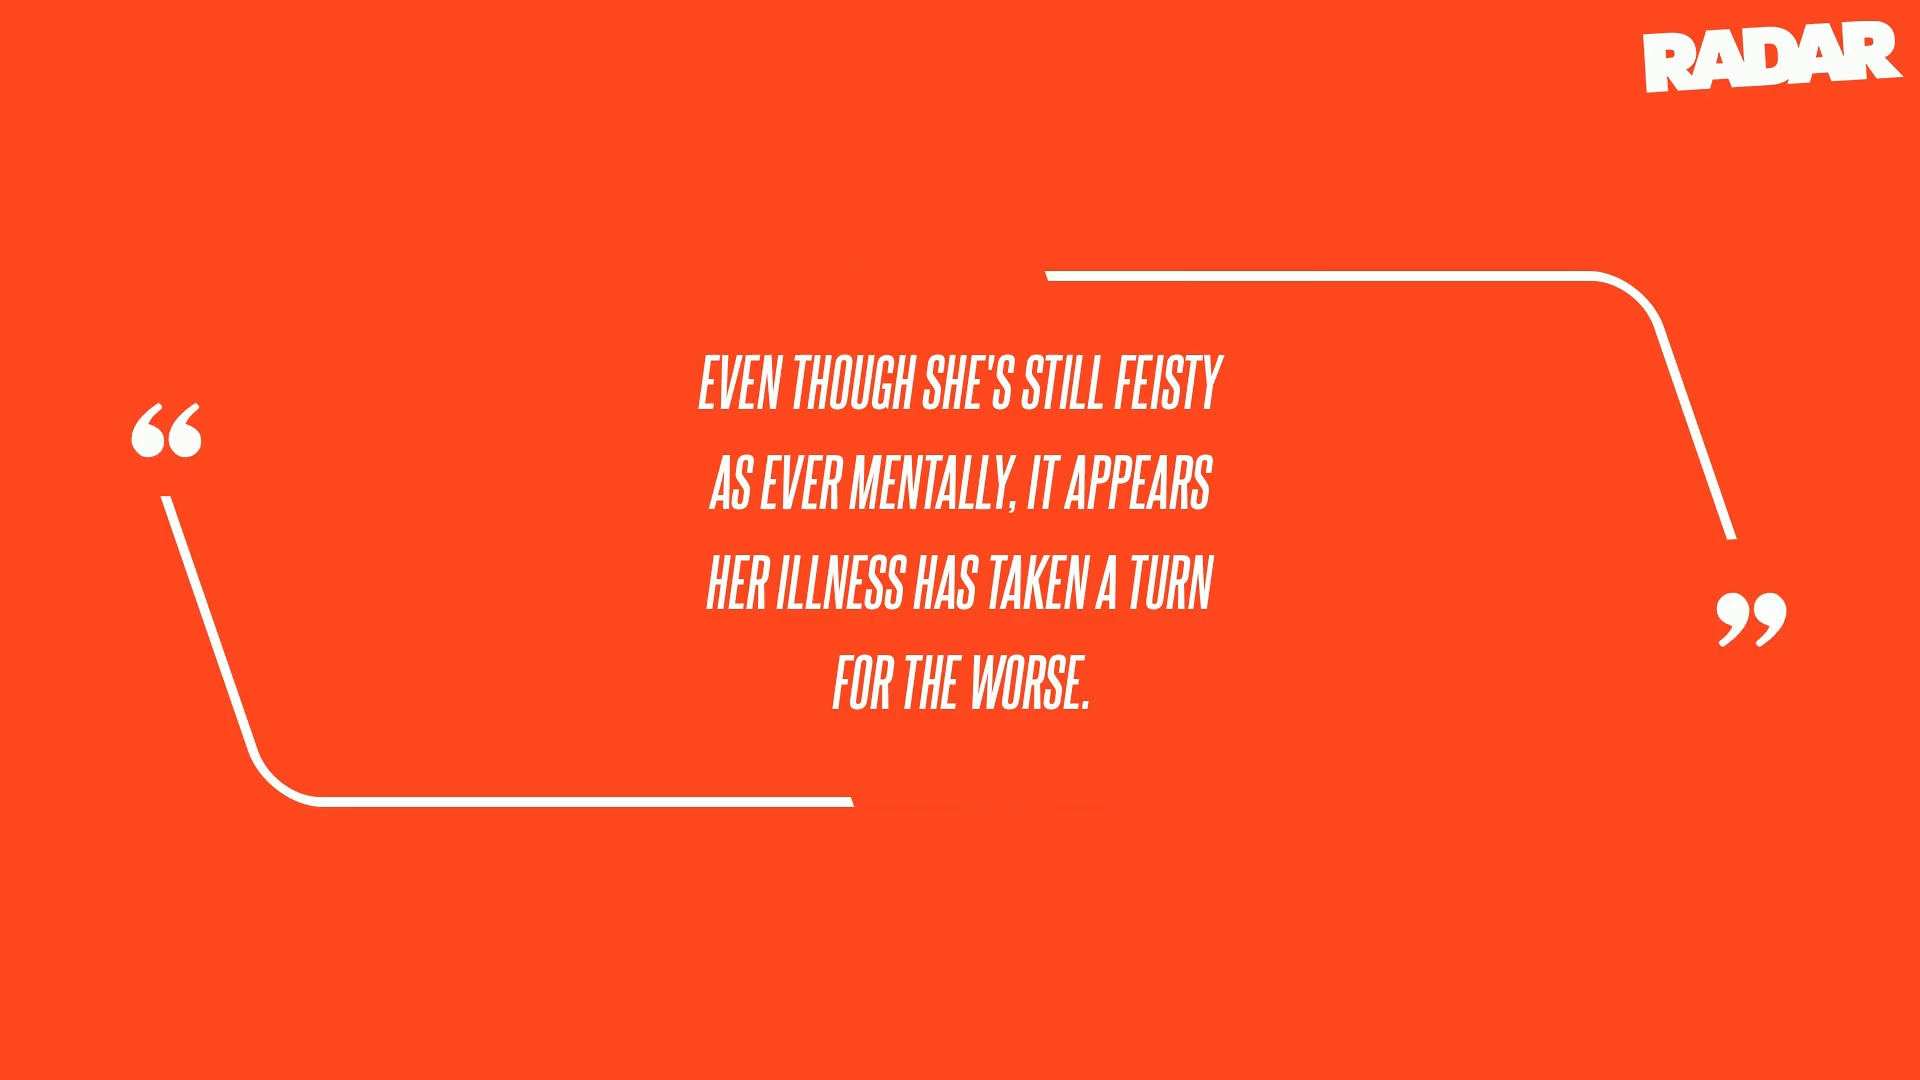 RADAR
“
EVEN THOUGH SHE'S STILL FEISTY
AS EVER MENTALLY, IT APPEARS
HER ILLNESS HAS TAKEN A TURN
FOR THE WORSE.
”